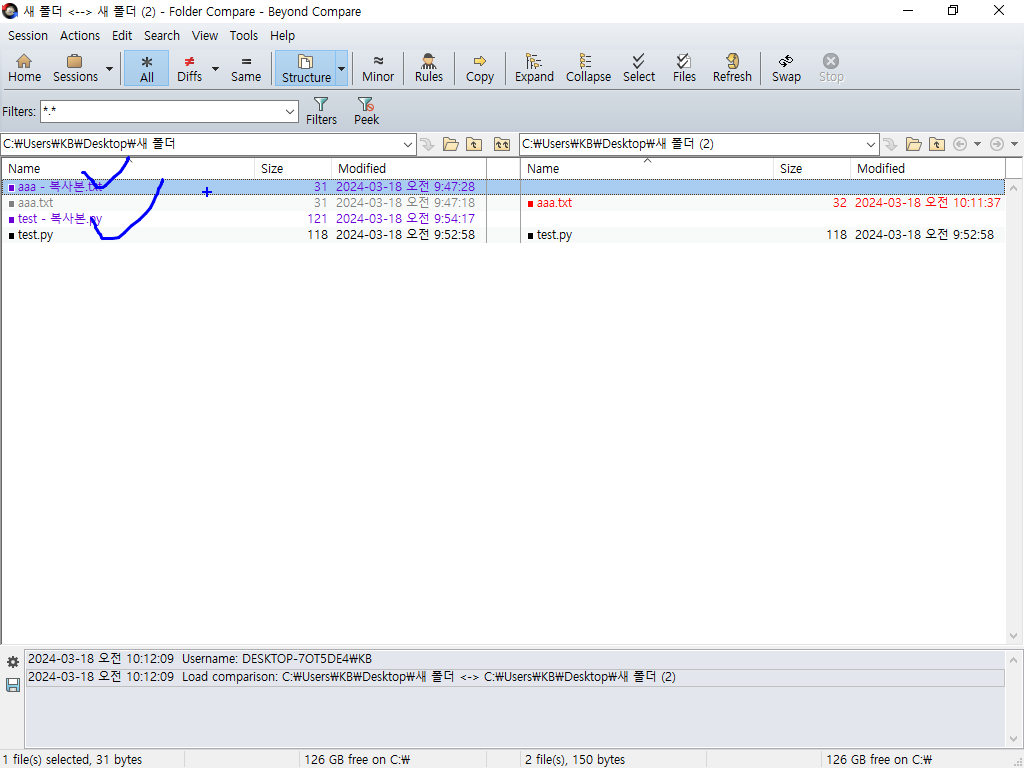 새 폴더 <--> 새 폴더 (2) - Folder Compare - Beyond Compare
Session Actions Edit Search View Tools Help
Home Sessions All Diffs Same Structure Minor Rules Copy Expand Collapse Select Files Refresh Swap Stop
Filters: *.* Filters Peek
C:₩Users₩KB₩Desktop₩새 폴더 C:₩Users₩KB₩Desktop₩새 폴더 (2)
Name Size Modified Name Size Modified
aaa - 복사본.txt 31 2024-03-18 오전 9:47:28
aaa.txt 31 2024-03-18 오전 9:47:18 aaa.txt 32 2024-03-18 오전 10:11:37
test - 복사본.py 121 2024-03-18 오전 9:54:17
test.py 118 2024-03-18 오전 9:52:58 test.py 118 2024-03-18 오전 9:52:58
2024-03-18 오전 10:12:09 Username: DESKTOP-7OT5DE4₩KB
2024-03-18 오전 10:12:09 Load comparison: C:₩Users₩KB₩Desktop₩새 폴더 <-> C:₩Users₩KB₩Desktop₩새 폴더 (2)
1 file(s) selected, 31 bytes 126 GB free on C:₩ 2 file(s), 150 bytes 126 GB free on C:₩